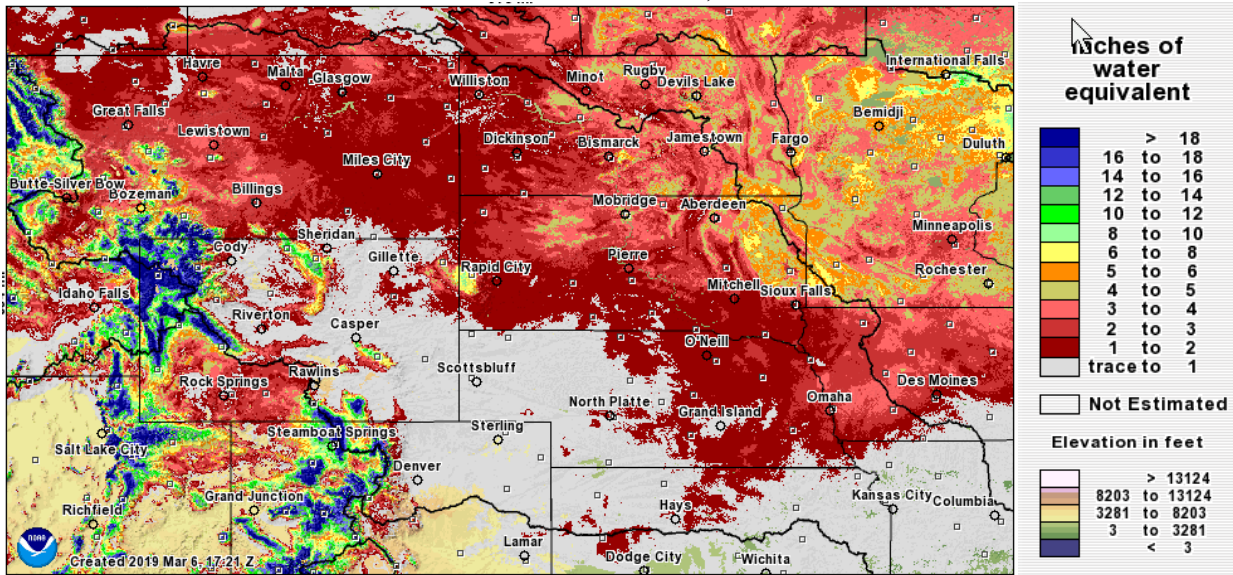 Havre
Malta
Glasgow
Williston
Minot
Rugby
Devils Lake
International Falls
Great Falls
Bemidji
Lewistown
Dickinson
Bismarck
Jamestown
Fargo
Duluth
Miles City
Butte-Silver Bow
Bozeman
Billings
Mobridge
Aberdeen
Minneapolis
Cody
Sheridan
Gillette
Rapid City
Pierre
Rochester
Idaho Falls
Mitchell
Sioux Falls
Riverton
Casper
O'Neill
Rock Springs
Rawlins
Scottsbluff
Des Moines
North Platte
Grand Island
Omaha
Salt Lake City
Steamboat Springs
Sterling
Denver
Grand Junction
Kansas City
Columbia
Richfield
Hays
Lamar
Dodge City
Wichita
NOAA
Created 2019 Mar 6, 17:21 Z
Inches of
water
equivalent
> 18
16 to 18
14 to 16
12 to 14
10 to 12
8 to 10
6 to 8
5 to 6
4 to 5
3 to 4
2 to 3
1 to 2
trace to 1
Not Estimated
Elevation in feet
> 13124
8203 to 13124
3281 to 8203
3 to 3281
< 3